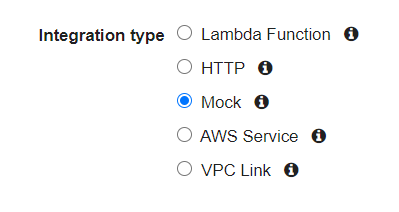 Integration type Lambda Function
HTTP
Mock
AWS Service
VPC Link